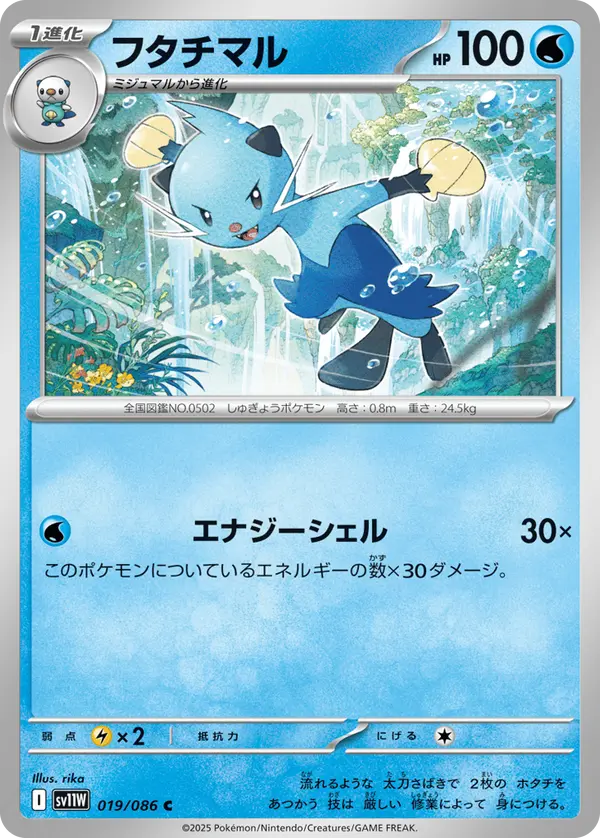 1進化
フタチマル
HP 100
ミジュマルから進化
全国図鑑NO.0502 しゅぎょうポケモン 高さ：0.8m 重さ：24.5kg
エナジーシェル 30×
このポケモンについているエネルギーの数×30ダメージ。
弱点 ×2 抵抗力 にげる
Illus. rika
I sv11W 019/086 C
流れるような 太刀さばきで 2枚の ホタチを
あつかう 技は 厳しい 修業によって 身につける。
©2025 Pokémon/Nintendo/Creatures/GAME FREAK.